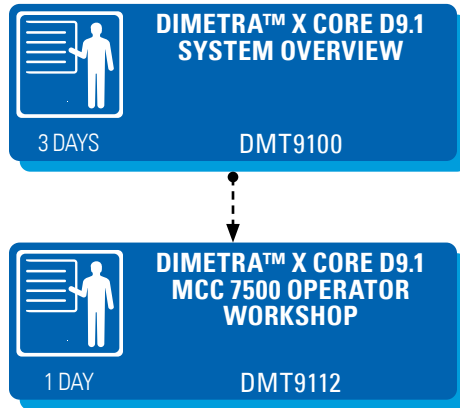 DIMETRA™ X CORE D9.1
SYSTEM OVERVIEW
3 DAYS
DMT9100
DIMETRA™ X CORE D9.1
MCC 7500 OPERATOR
WORKSHOP
1 DAY
DMT9112